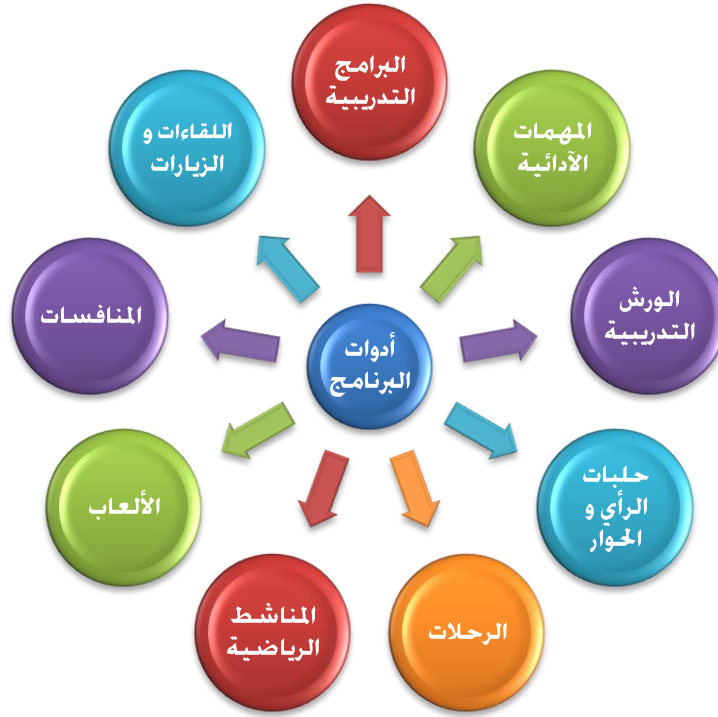 البرامج
التدريبية
المهمات
الآدائية
الورش
التدريبية
حلبات
الرأي و
الحوار
الرحلات
المناشط
الرياضية
الألعاب
المنافسات
اللقاءات و
الزيارات
أدوات
البرنامج